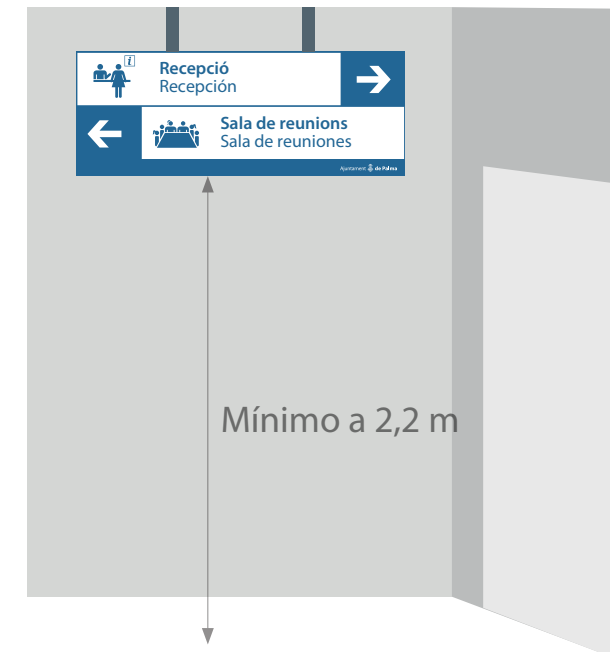 i
Recepció
Recepción
Sala de reunions
Sala de reuniones
Ajuntament de Palma
Mínimo a 2,2 m